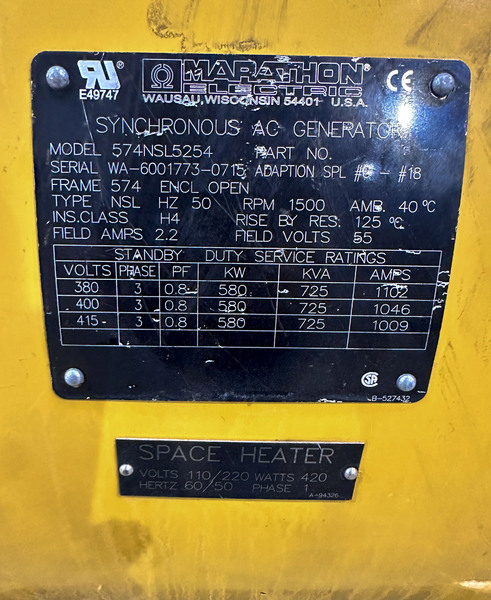 RU
E49747
MARATHON®
ELECTRIC
WAUSAU, WISCONSIN 54401 U.S.A.
CE
SYNCHRONOUS AC GENERATOR
MODEL 574NSL5254 PART NO.
SERIAL WA-6001773-0715 ADAPTION SPL # - #18
FRAME 574 ENCL OPEN
TYPE NSL HZ 50 RPM 1500 AMB. 40 °C
INS.CLASS H4 RISE BY RES. 125 °C
FIELD AMPS 2.2 FIELD VOLTS 55
STANDBY DUTY SERVICE RATINGS
VOLTS PHASE PF KW KVA AMPS
380 3 0.8 580 725 1102
400 3 0.8 580 725 1046
415 3 0.8 580 725 1009
SA
B-527432
SPACE HEATER
VOLTS 110/220 WATTS 420
HERTZ 60/50 PHASE 1
A-94326